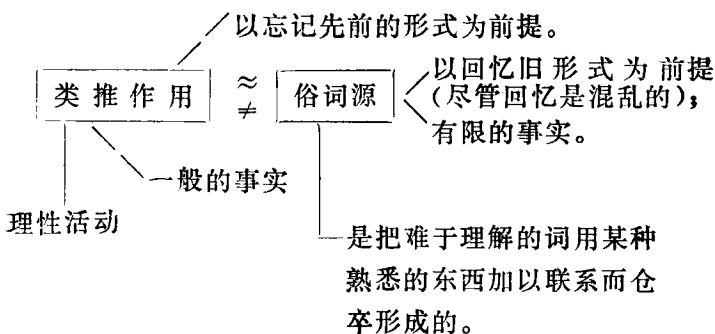 以忘记先前的形式为前提。
类推作用
≈
≠
俗词源
以回忆旧形式为前提
(尽管回忆是混乱的);
有限的事实。
一般的事实
理性活动
是把难于理解的词用某种
熟悉的东西加以联系而仓
卒形成的。